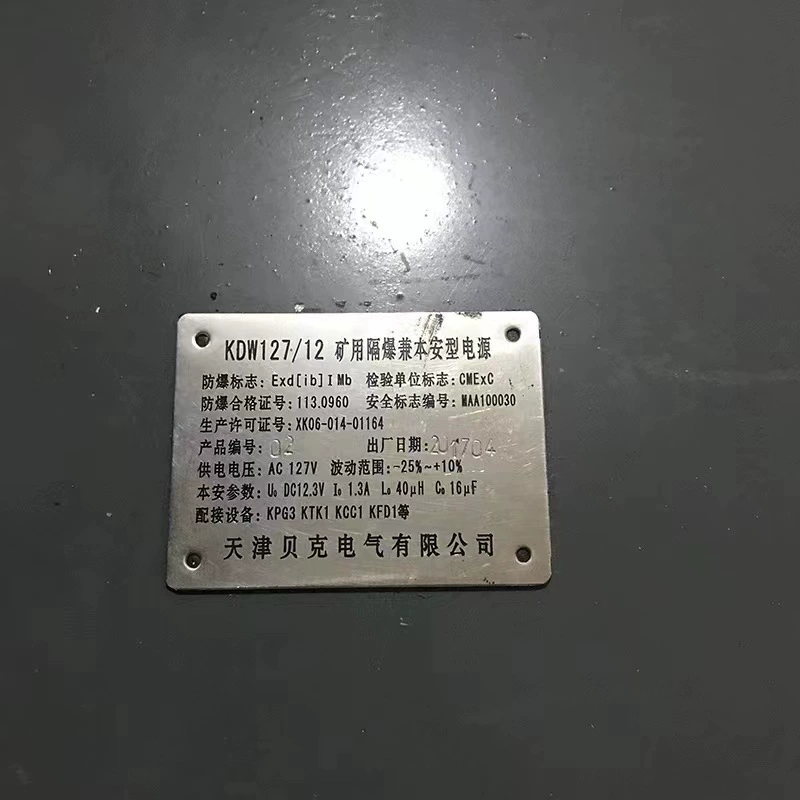 KDW127/12 矿用隔爆兼本安型电源
防爆标志: Exd[ib]I Mb 检验单位标志: CMExC
防爆合格证号: 113.0960 安全标志编号: MAA100030
生产许可证号: XK06-014-01164
产品编号: 02 出厂日期: 201704
供电电压: AC 127V 波动范围: -25%~+10%
本安参数: U₀ DC12.3V I₀ 1.3A L₀ 40μH C₀ 16μF
配接设备: KPG3 KTK1 KCC1 KFD1等
天津贝克电气有限公司